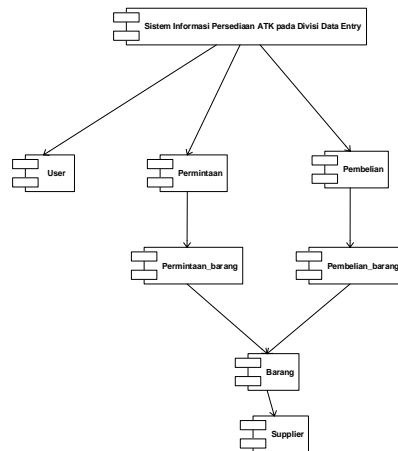 Sistem Informasi Persediaan ATK pada Divisi Data Entry
User
Permintaan
Pembelian
Permintaan_barang
Pembelian_barang
Barang
Supplier